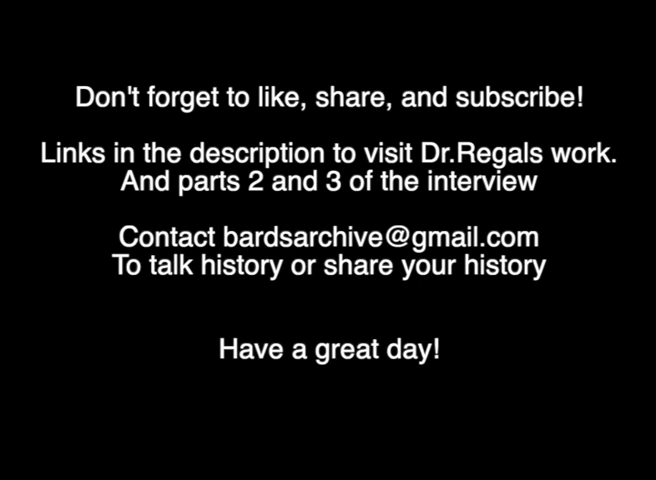 Don't forget to like, share, and subscribe!
Links in the description to visit Dr.Regals work.
And parts 2 and 3 of the interview
Contact bardsarchive@gmail.com
To talk history or share your history
Have a great day!